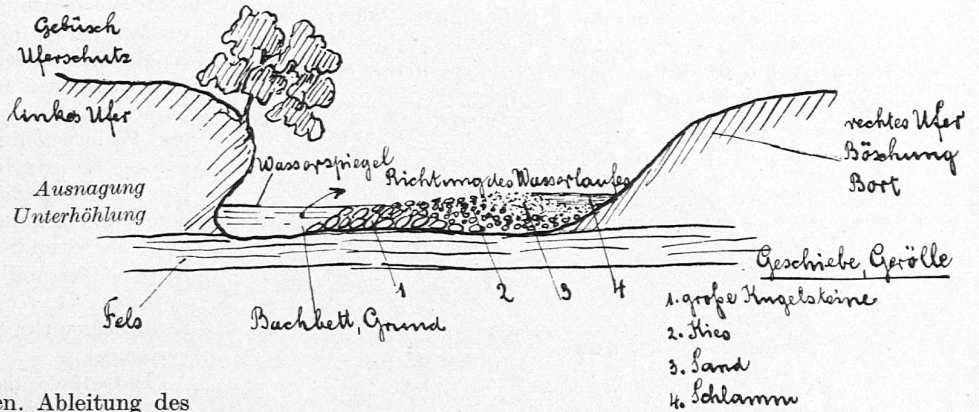 Gebüsch
Uferschutz
linkes Ufer
Wasserspiegel
Richtung des Wasserlaufes
rechtes Ufer
Böschung
Bort
Ausnagung
Unterhöhlung
Fels
Bachbett, Grund
1 2 3 4
Geschiebe, Gerölle
1. große Kugelsteine
2. Kies
3. Sand
4. Schlamm
en. Ableitung des